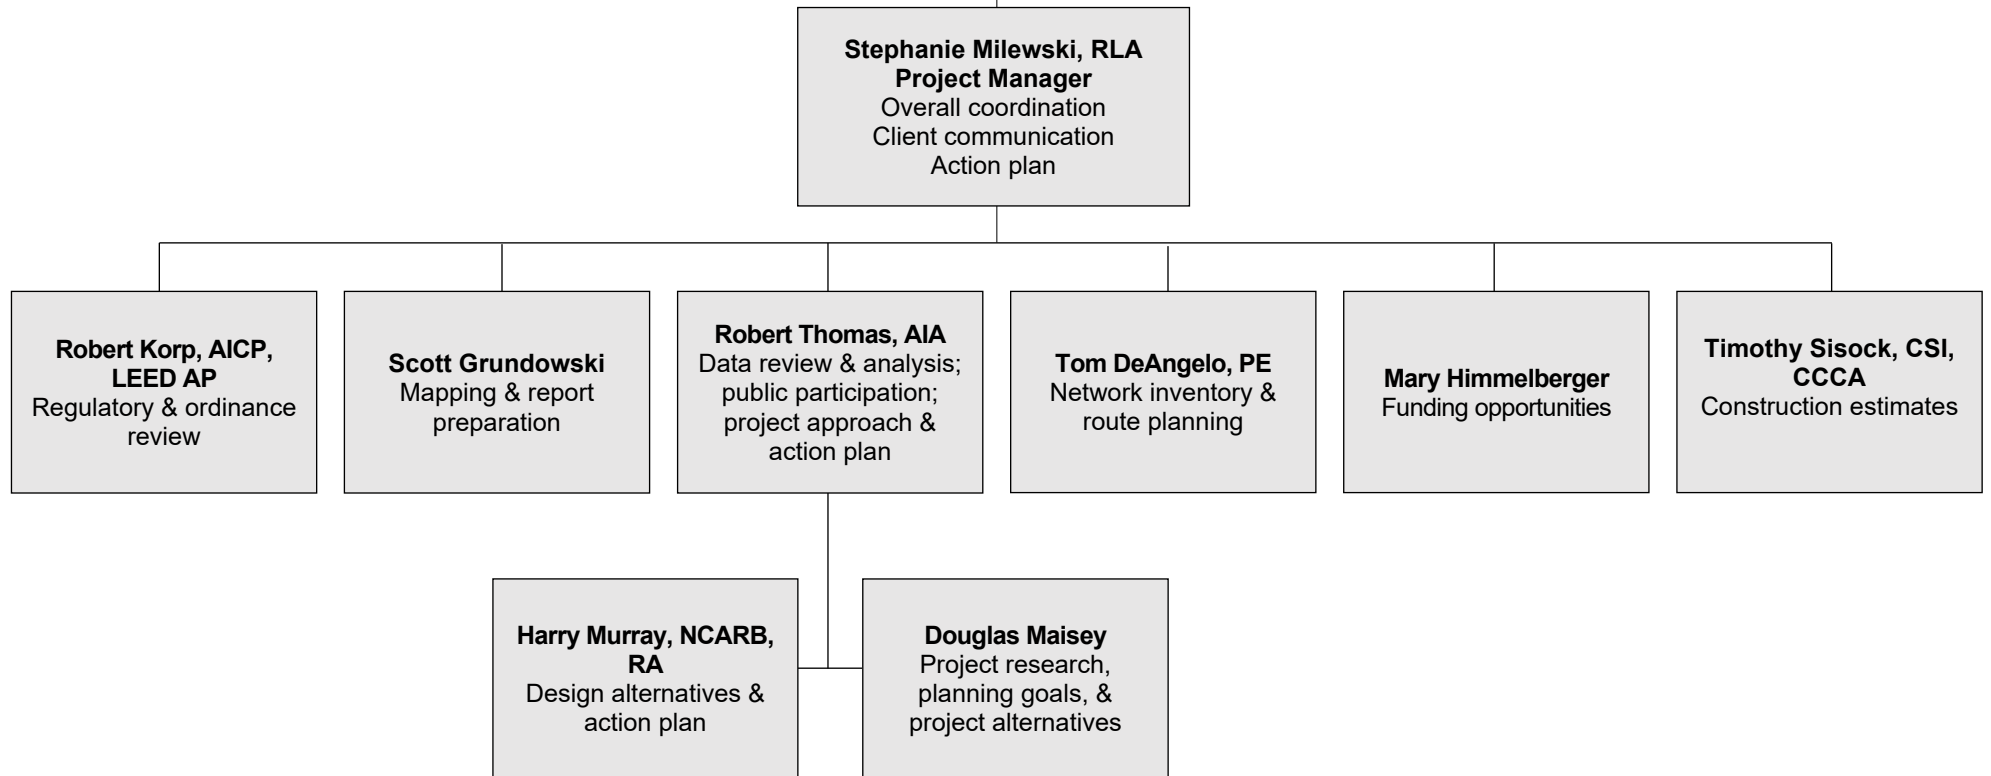 Stephanie Milewski, RLA
Project Manager
Overall coordination
Client communication
Action plan
Robert Korp, AICP,
LEED AP
Regulatory & ordinance
review
Scott Grundowski
Mapping & report
preparation
Robert Thomas, AIA
Data review & analysis;
public participation;
project approach &
action plan
Tom DeAngelo, PE
Network inventory &
route planning
Mary Himmelberger
Funding opportunities
Timothy Sisock, CSI,
CCCA
Construction estimates
Harry Murray, NCARB,
RA
Design alternatives &
action plan
Douglas Maisey
Project research,
planning goals, &
project alternatives